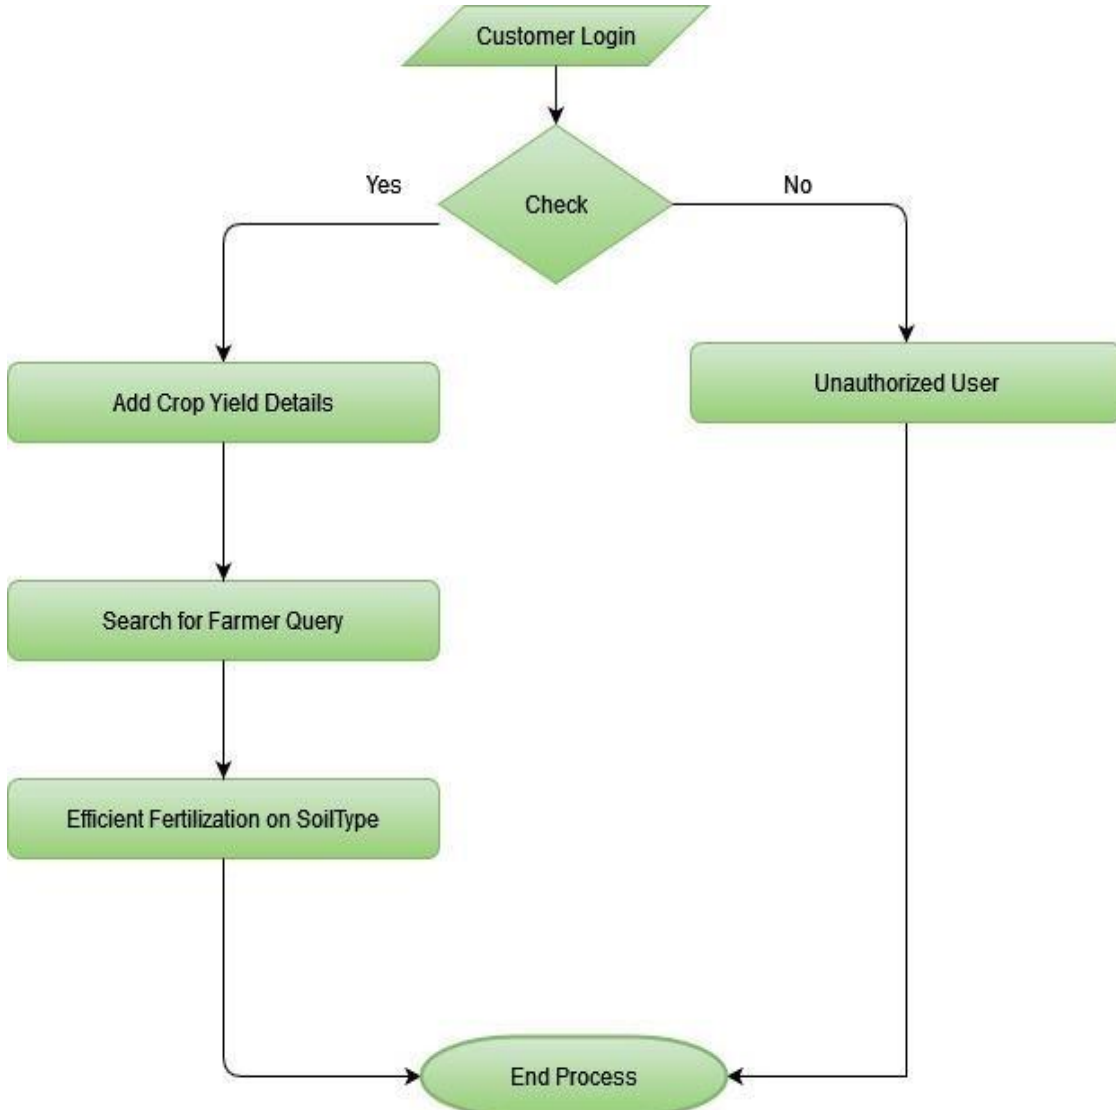 Customer Login
Yes
Check
No
Add Crop Yield Details
Unauthorized User
Search for Farmer Query
Efficient Fertilization on SoilType
End Process